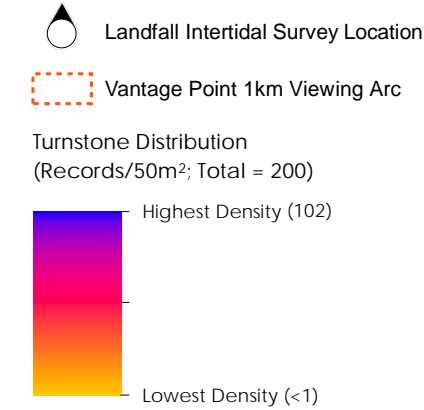 Landfall Intertidal Survey Location
Vantage Point 1km Viewing Arc
Turnstone Distribution
(Records/50m²; Total = 200)
Highest Density (102)
Lowest Density (<1)